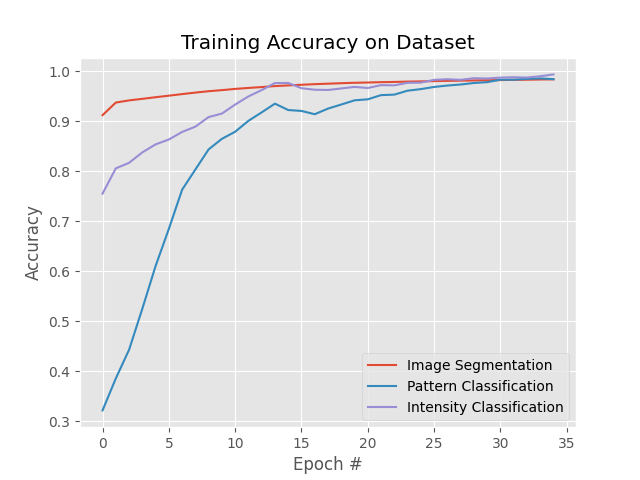 Training Accuracy on Dataset
1.0
0.9
0.8
0.7
0.6
0.5
0.4
0.3
Accuracy
Image Segmentation
Pattern Classification
Intensity Classification
0 5 10 15 20 25 30 35
Epoch #